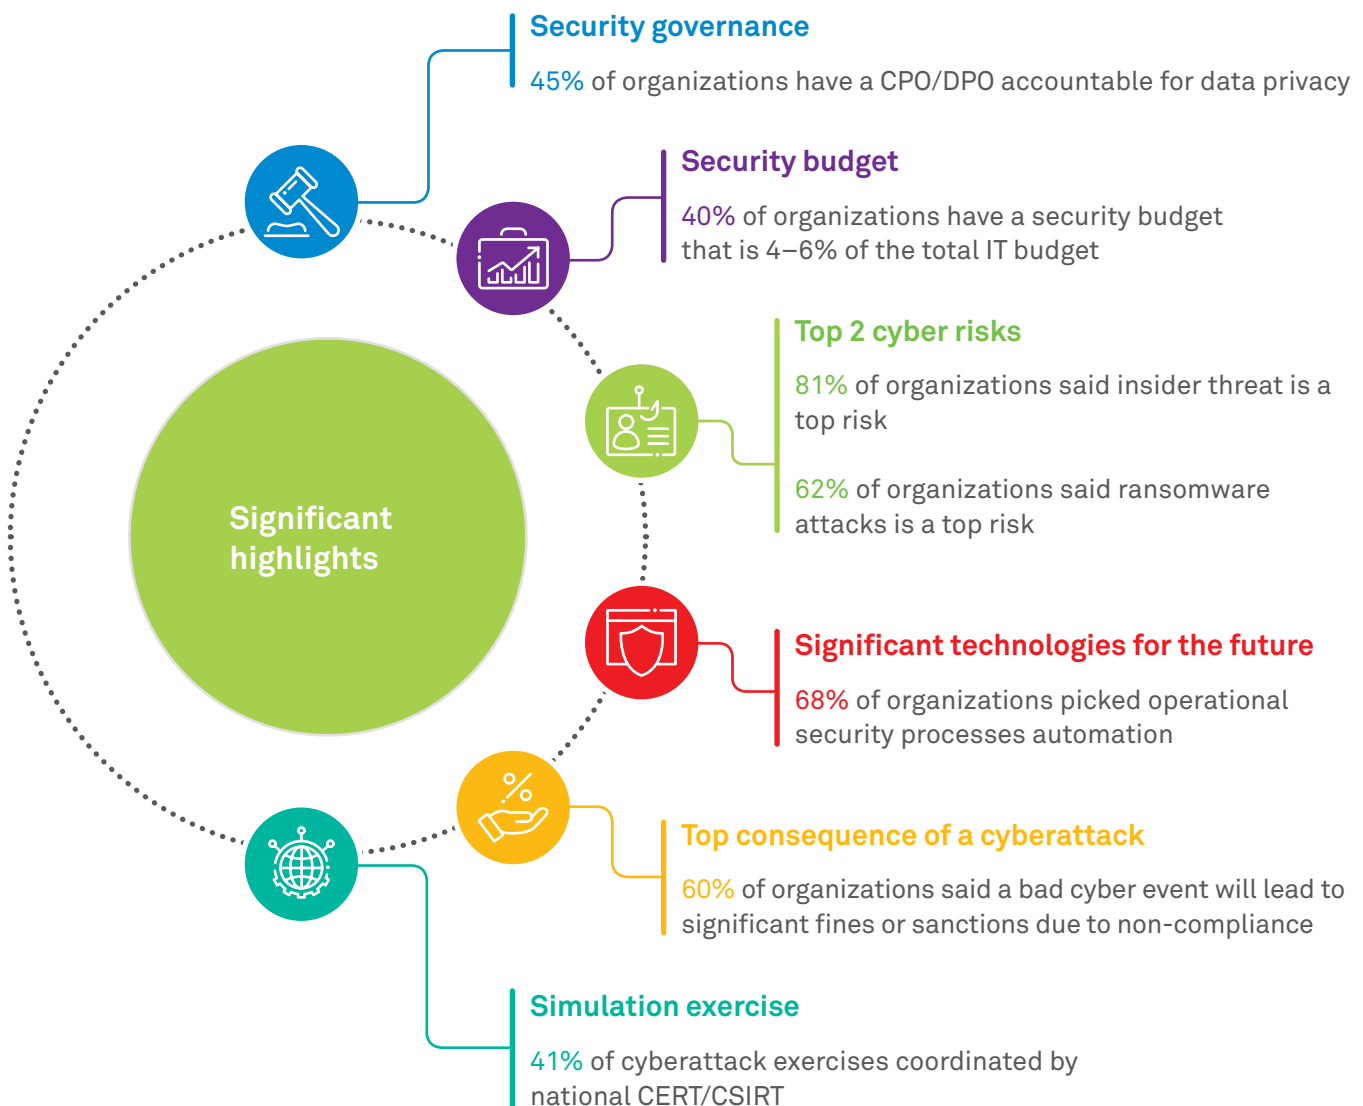 Security governance
45% of organizations have a CPO/DPO accountable for data privacy
Security budget
40% of organizations have a security budget
that is 4–6% of the total IT budget
Top 2 cyber risks
81% of organizations said insider threat is a
top risk
62% of organizations said ransomware
attacks is a top risk
Significant
highlights
Significant technologies for the future
68% of organizations picked operational
security processes automation
Top consequence of a cyberattack
60% of organizations said a bad cyber event will lead to
significant fines or sanctions due to non-compliance
Simulation exercise
41% of cyberattack exercises coordinated by
national CERT/CSIRT